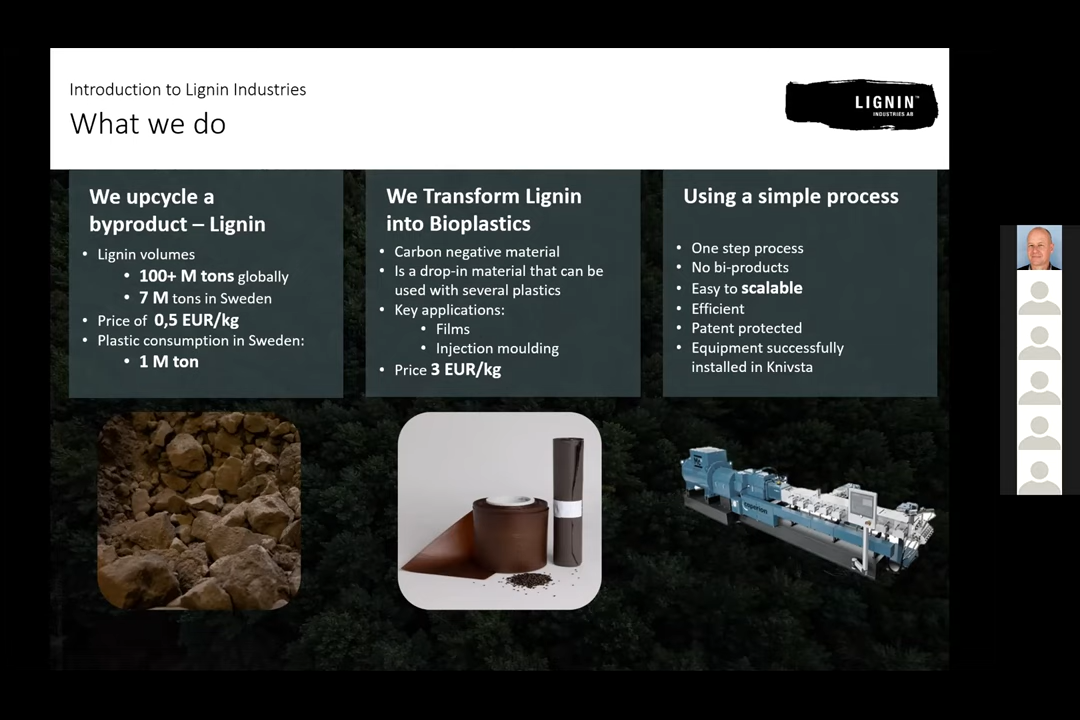 Introduction to Lignin Industries
What we do
LIGNIN™
INDUSTRIES AB
We upcycle a
byproduct – Lignin
• Lignin volumes
• 100+ M tons globally
• 7 M tons in Sweden
• Price of 0,5 EUR/kg
• Plastic consumption in Sweden:
• 1 M ton
We Transform Lignin
into Bioplastics
• Carbon negative material
• Is a drop-in material that can be
used with several plastics
• Key applications:
• Films
• Injection moulding
• Price 3 EUR/kg
Using a simple process
• One step process
• No bi-products
• Easy to scalable
• Efficient
• Patent protected
• Equipment successfully
installed in Knivsta